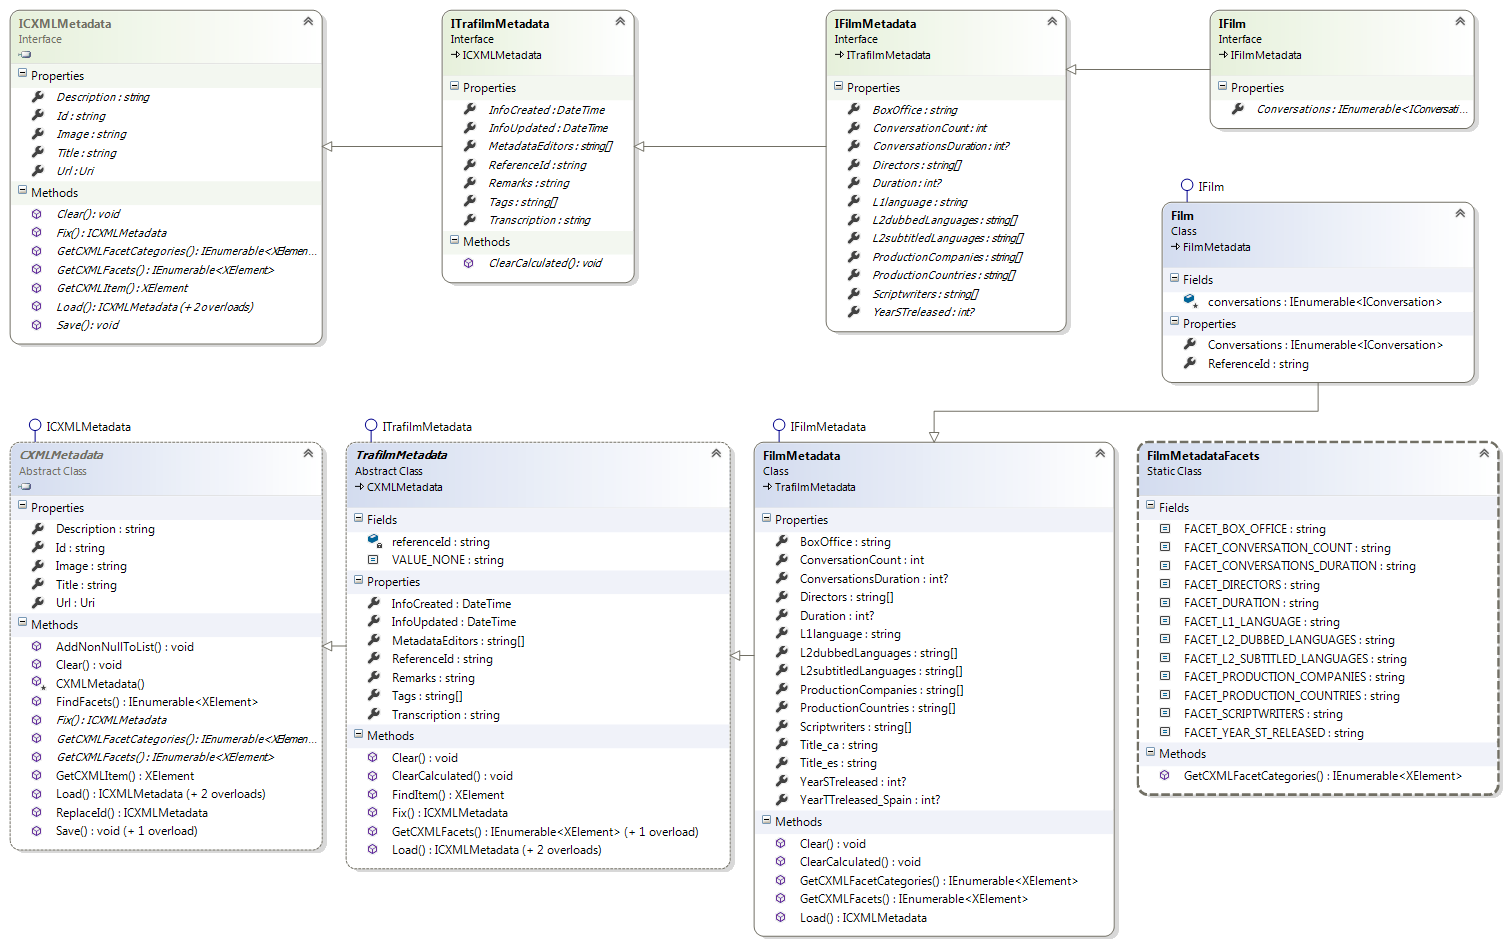 ICXMLMetadata
Interface
Properties
Description : string
Id : string
Image : string
Title : string
Url : Uri
Methods
Clear() : void
Fix() : ICXMLMetadata
GetCXMLFacetCategories() : IEnumerable<XElemen...
GetCXMLFacets() : IEnumerable<XElement>
GetCXMLItem() : XElement
Load() : ICXMLMetadata (+ 2 overloads)
Save() : void
ITrafilmMetadata
Interface
ICXMLMetadata
Properties
InfoCreated : DateTime
InfoUpdated : DateTime
MetadataEditors : string[]
ReferenceId : string
Remarks : string
Tags : string[]
Transcription : string
Methods
ClearCalculated() : void
IFilmMetadata
Interface
ITrafilmMetadata
Properties
BoxOffice : string
ConversationCount : int
ConversationsDuration : int?
Directors : string[]
Duration : int?
L1language : string
L2dubbedLanguages : string[]
L2subtitledLanguages : string[]
ProductionCompanies : string[]
ProductionCountries : string[]
Scriptwriters : string[]
YearSTreleased : int?
IFilm
Interface
IFilmMetadata
Properties
Conversations : IEnumerable<IConversati...
IFilm
Film
Class
FilmMetadata
Fields
conversations : IEnumerable<IConversation>
Properties
Conversations : IEnumerable<IConversation>
ReferenceId : string
ICXMLMetadata
CXMLMetadata
Abstract Class
Properties
Description : string
Id : string
Image : string
Title : string
Url : Uri
Methods
AddNonNullToList() : void
Clear() : void
CXMLMetadata()
FindFacets() : IEnumerable<XElement>
Fix() : ICXMLMetadata
GetCXMLFacetCategories() : IEnumerable<XElemen...
GetCXMLFacets() : IEnumerable<XElement>
GetCXMLItem() : XElement
Load() : ICXMLMetadata (+ 2 overloads)
ReplaceId() : ICXMLMetadata
Save() : void (+ 1 overload)
ITrafilmMetadata
TrafilmMetadata
Abstract Class
CXMLMetadata
Fields
referenceId : string
VALUE_NONE : string
Properties
InfoCreated : DateTime
InfoUpdated : DateTime
MetadataEditors : string[]
ReferenceId : string
Remarks : string
Tags : string[]
Transcription : string
Methods
Clear() : void
ClearCalculated() : void
FindItem() : XElement
Fix() : ICXMLMetadata
GetCXMLFacets() : IEnumerable<XElement> (+ 1 overload)
Load() : ICXMLMetadata (+ 2 overloads)
IFilmMetadata
FilmMetadata
Class
TrafilmMetadata
Properties
BoxOffice : string
ConversationCount : int
ConversationsDuration : int?
Directors : string[]
Duration : int?
L1language : string
L2dubbedLanguages : string[]
L2subtitledLanguages : string[]
ProductionCompanies : string[]
ProductionCountries : string[]
Scriptwriters : string[]
Title_ca : string
Title_es : string
YearSTreleased : int?
YearTTreleased_Spain : int?
Methods
Clear() : void
ClearCalculated() : void
GetCXMLFacetCategories() : IEnumerable<XElement>
GetCXMLFacets() : IEnumerable<XElement>
Load() : ICXMLMetadata
FilmMetadataFacets
Static Class
Fields
FACET_BOX_OFFICE : string
FACET_CONVERSATION_COUNT : string
FACET_CONVERSATIONS_DURATION : string
FACET_DIRECTORS : string
FACET_DURATION : string
FACET_L1_LANGUAGE : string
FACET_L2_DUBBED_LANGUAGES : string
FACET_L2_SUBTITLED_LANGUAGES : string
FACET_PRODUCTION_COMPANIES : string
FACET_PRODUCTION_COUNTRIES : string
FACET_SCRIPTWRITERS : string
FACET_YEAR_ST_RELEASED : string
Methods
GetCXMLFacetCategories() : IEnumerable<XElement>